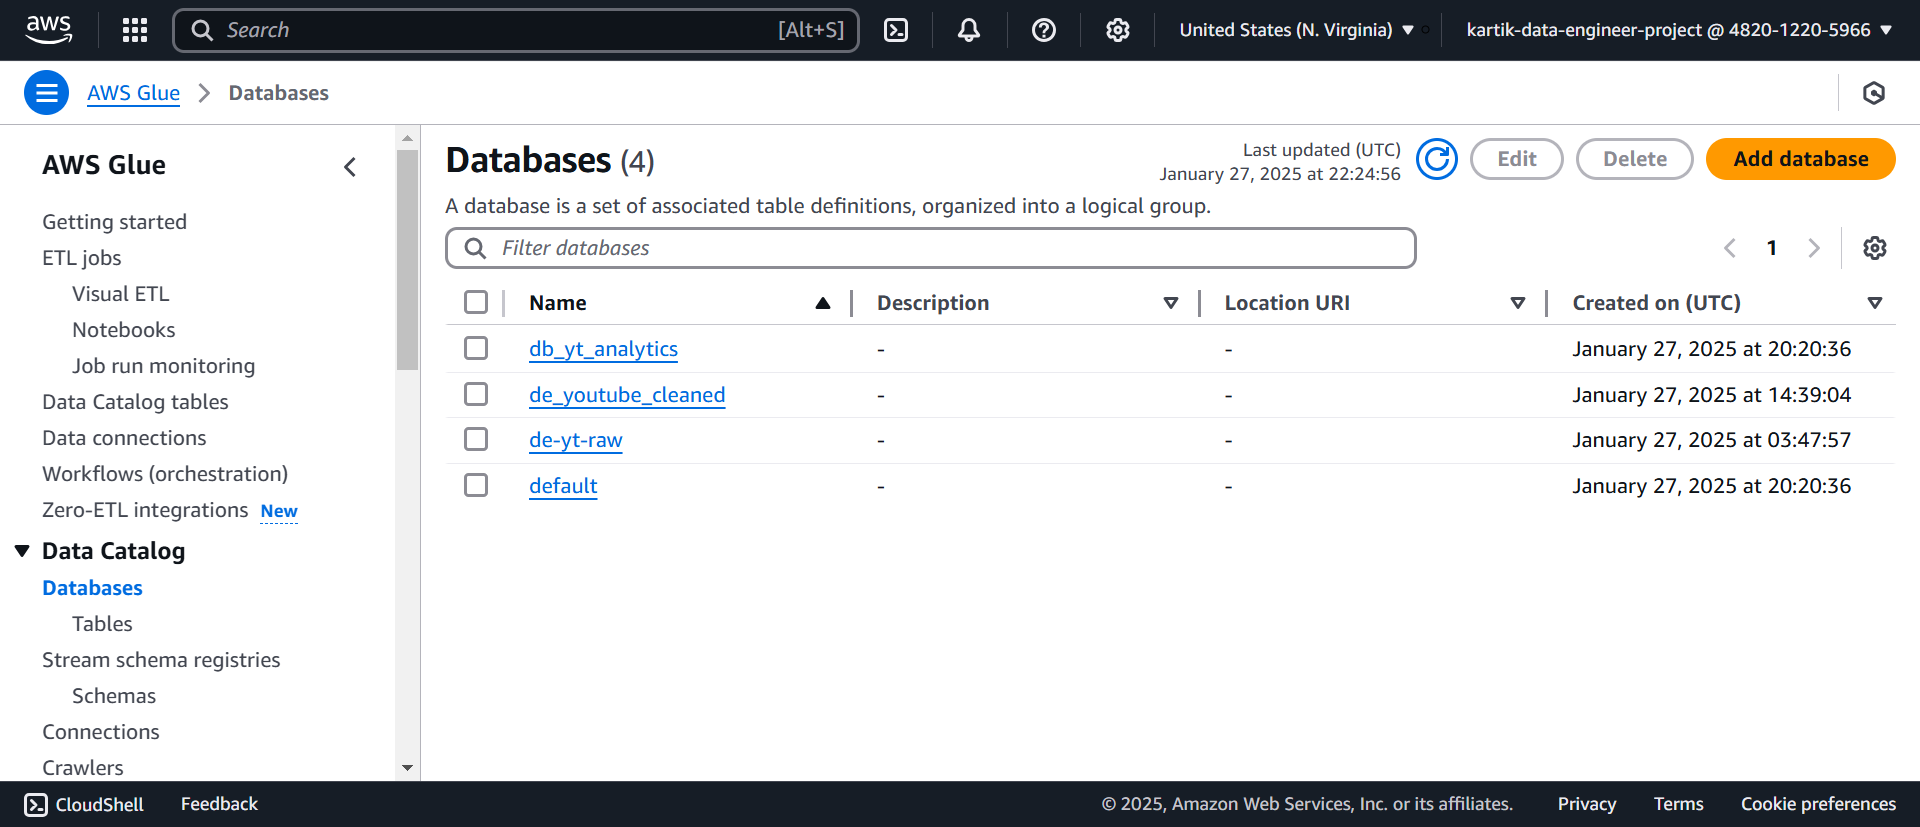 aws
Search [Alt+S]
United States (N. Virginia)
kartik-data-engineer-project @ 4820-1220-5966
AWS Glue
Databases
AWS Glue
Getting started
ETL jobs
Visual ETL
Notebooks
Job run monitoring
Data Catalog tables
Data connections
Workflows (orchestration)
Zero-ETL integrations New
Data Catalog
Databases
Tables
Stream schema registries
Schemas
Connections
Crawlers
Databases (4)
Last updated (UTC)
January 27, 2025 at 22:24:56
Edit
Delete
Add database
A database is a set of associated table definitions, organized into a logical group.
Filter databases
1
Name Description Location URI Created on (UTC)
db_yt_analytics - - January 27, 2025 at 20:20:36
de_youtube_cleaned - - January 27, 2025 at 14:39:04
de-yt-raw - - January 27, 2025 at 03:47:57
default - - January 27, 2025 at 20:20:36
CloudShell Feedback © 2025, Amazon Web Services, Inc. or its affiliates. Privacy Terms Cookie preferences